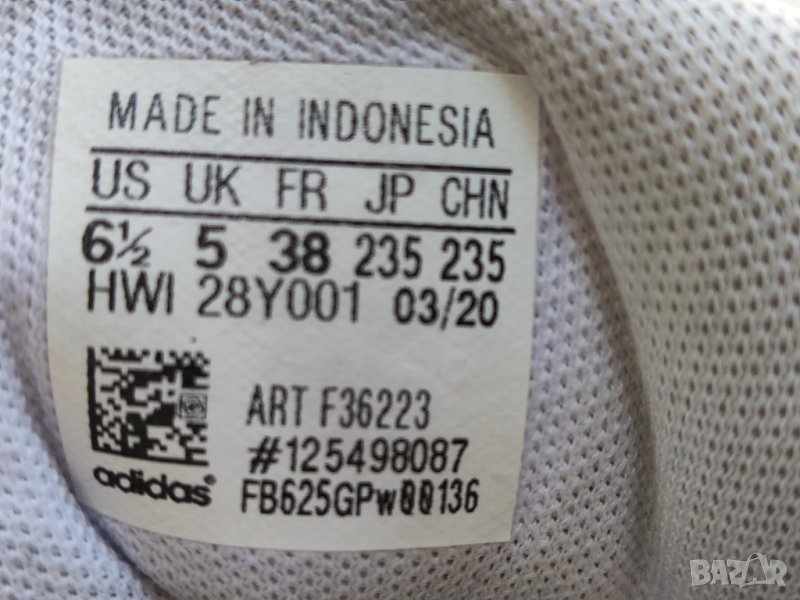 MADE IN INDONESIA
US UK FR JP CHN
6½ 5 38 235 235
HWI 28Y001 03/20
ART F36223
#125498087
adidas®
FB625GPw00136
BAZAR